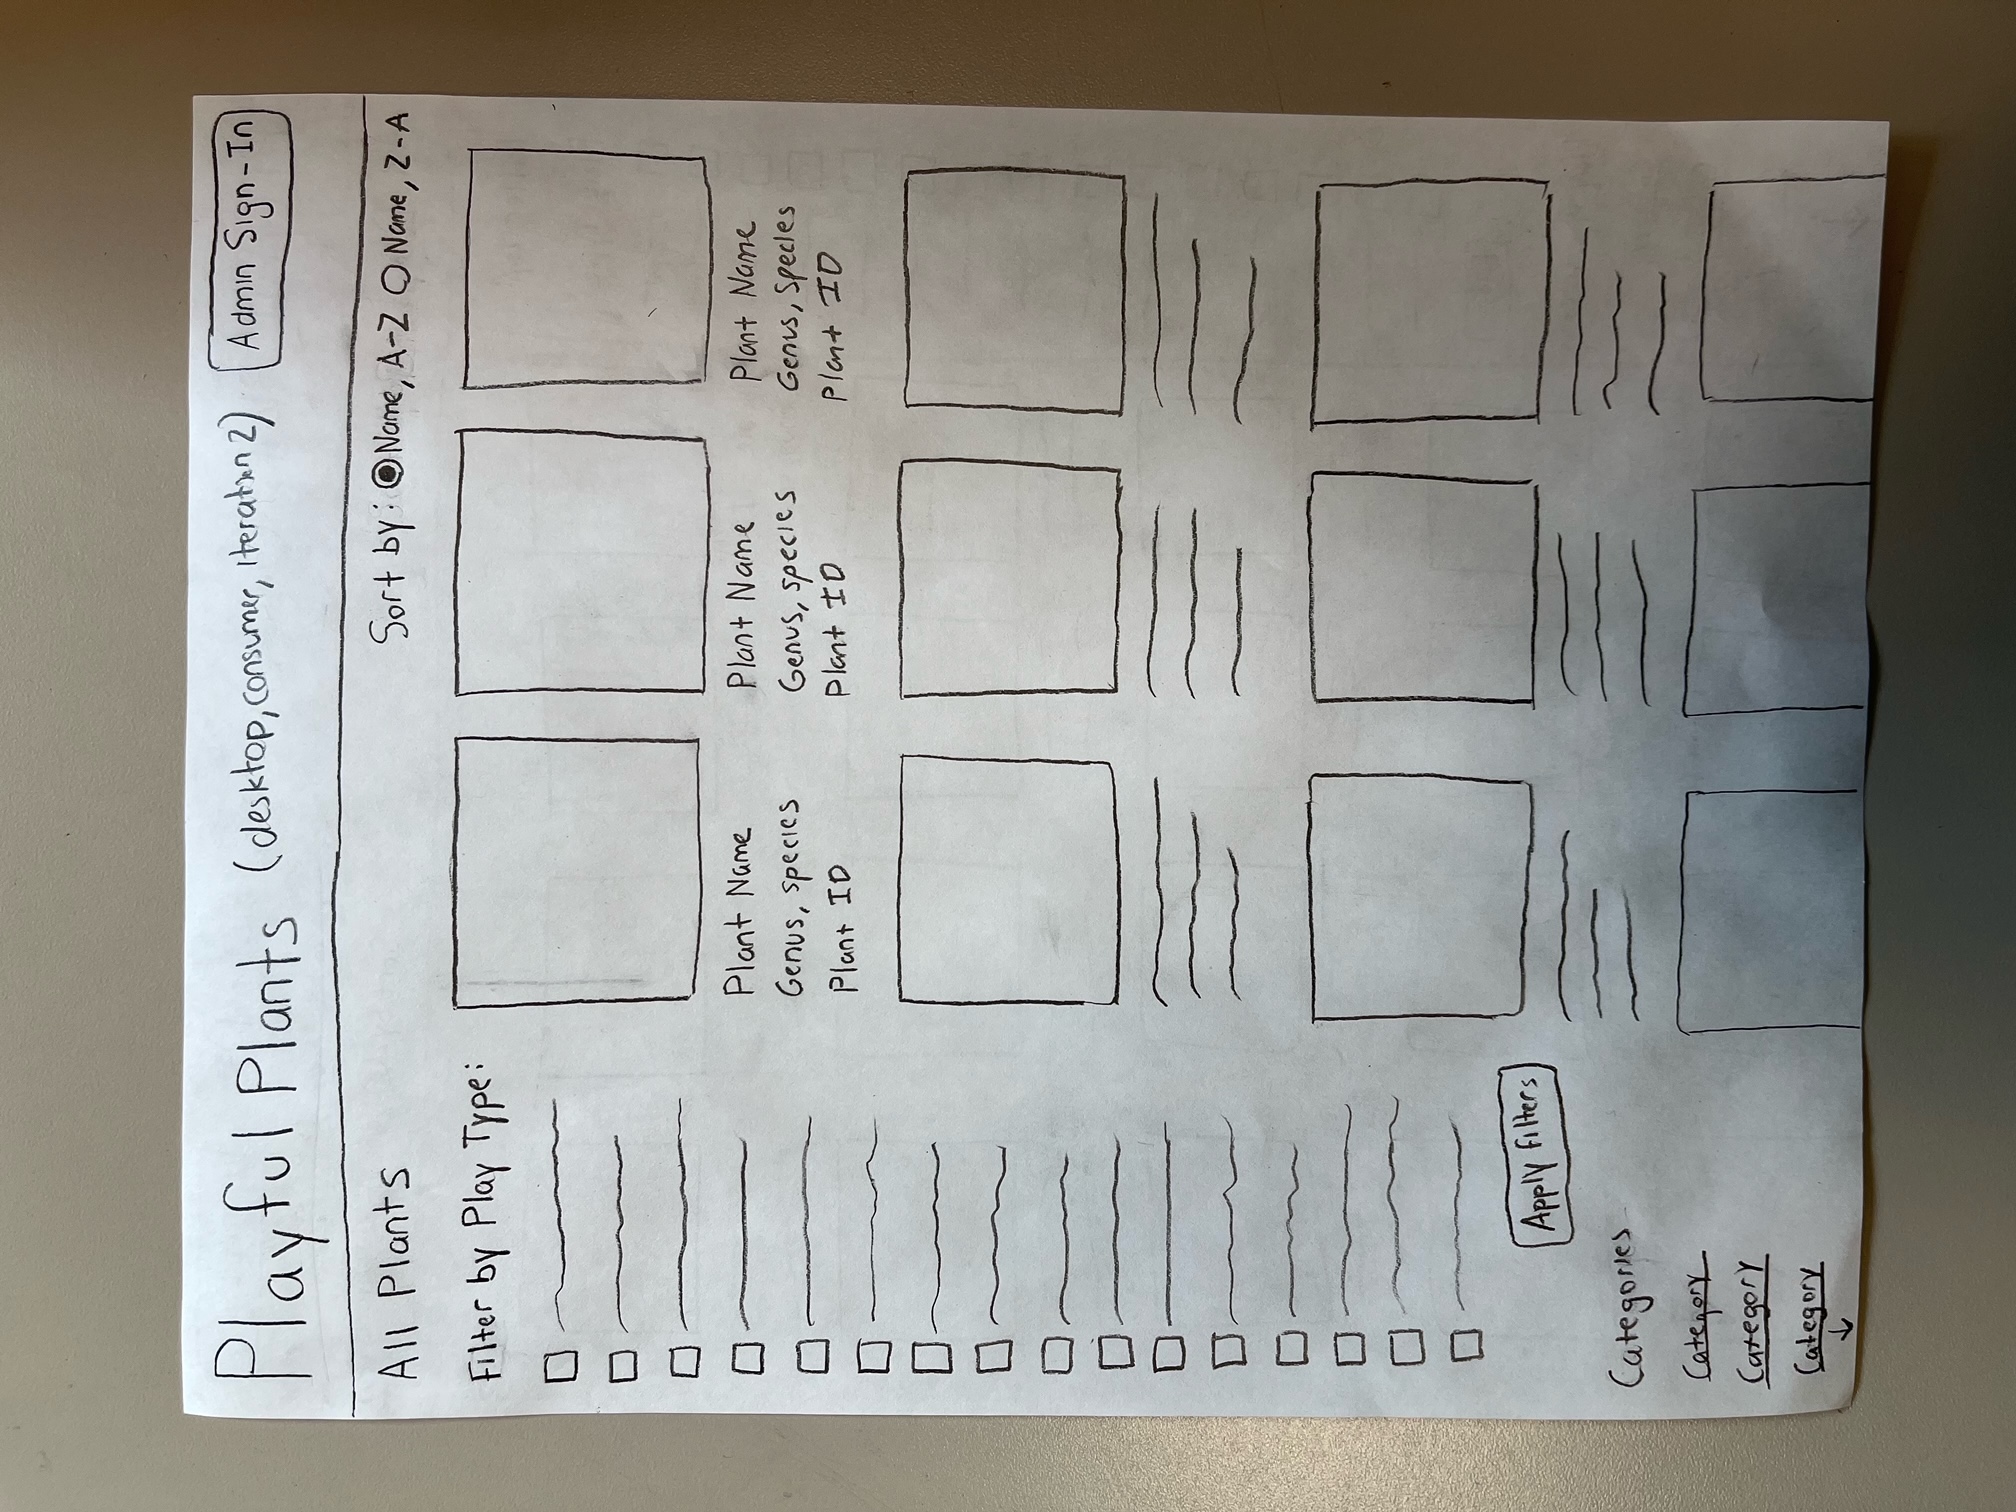 Playful Plants (desktop, consumer, iteration 2) Admin Sign-In
All Plants
Sort by: Name, A-Z Name, Z-A
Filter by Play Type:
Plant Name
Genus, species
Plant ID
Plant Name
Genus, species
Plant ID
Plant Name
Genus, Species
Plant ID
Apply Filters
Categories
Category
Category
Category